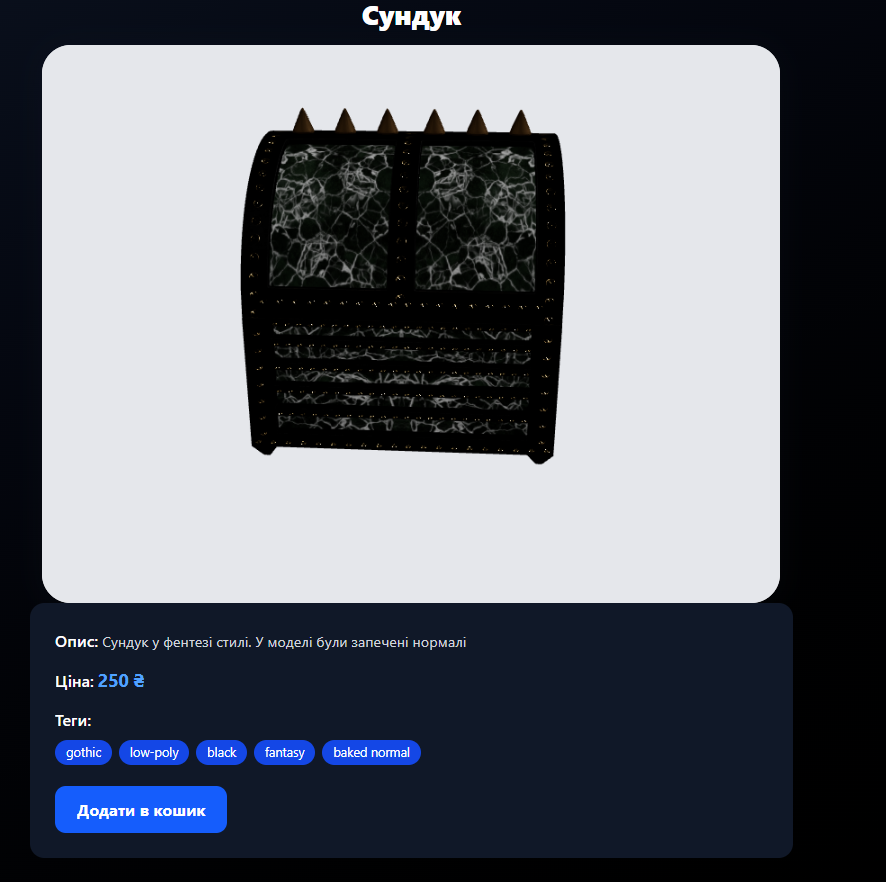 Сундук
Опис: Сундук у фентезі стилі. У моделі були запечені нормалі
Ціна: 250 ₴
Теги:
gothic low-poly black fantasy baked normal
Додати в кошик